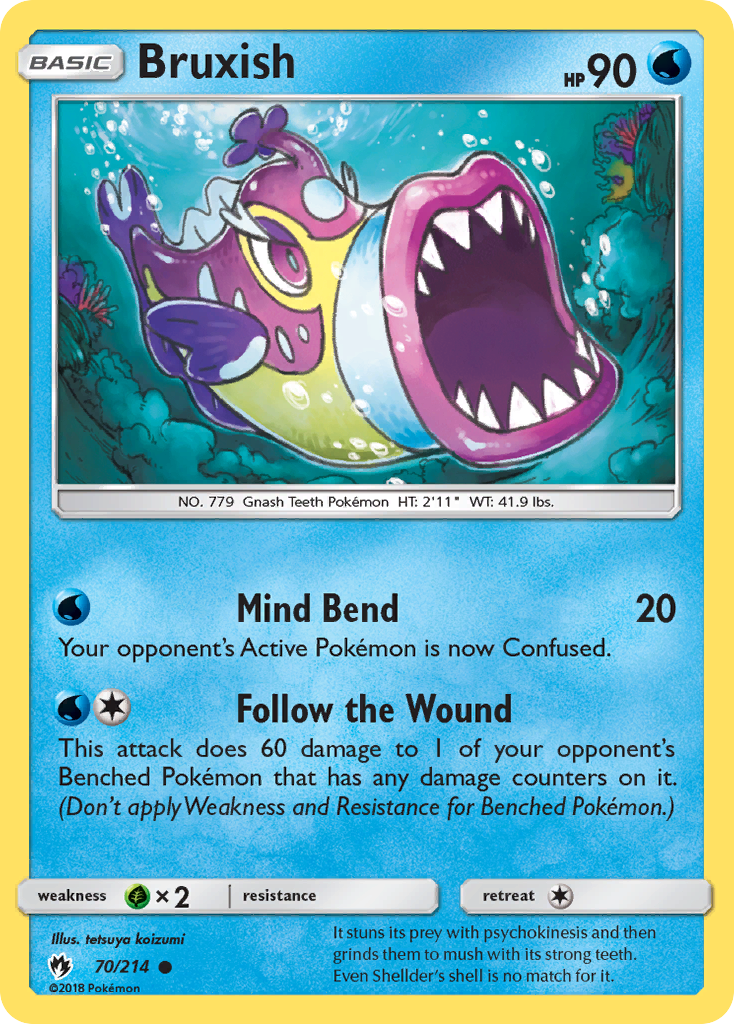 BASIC Bruxish HP 90
NO. 779 Gnash Teeth Pokémon HT: 2'11" WT: 41.9 lbs.
Mind Bend 20
Your opponent's Active Pokémon is now Confused.
Follow the Wound
This attack does 60 damage to 1 of your opponent's
Benched Pokémon that has any damage counters on it.
(Don't apply Weakness and Resistance for Benched Pokémon.)
weakness ×2 resistance retreat
Illus. tetsuya koizumi
70/214
©2018 Pokémon
It stuns its prey with psychokinesis and then
grinds them to mush with its strong teeth.
Even Shellder's shell is no match for it.